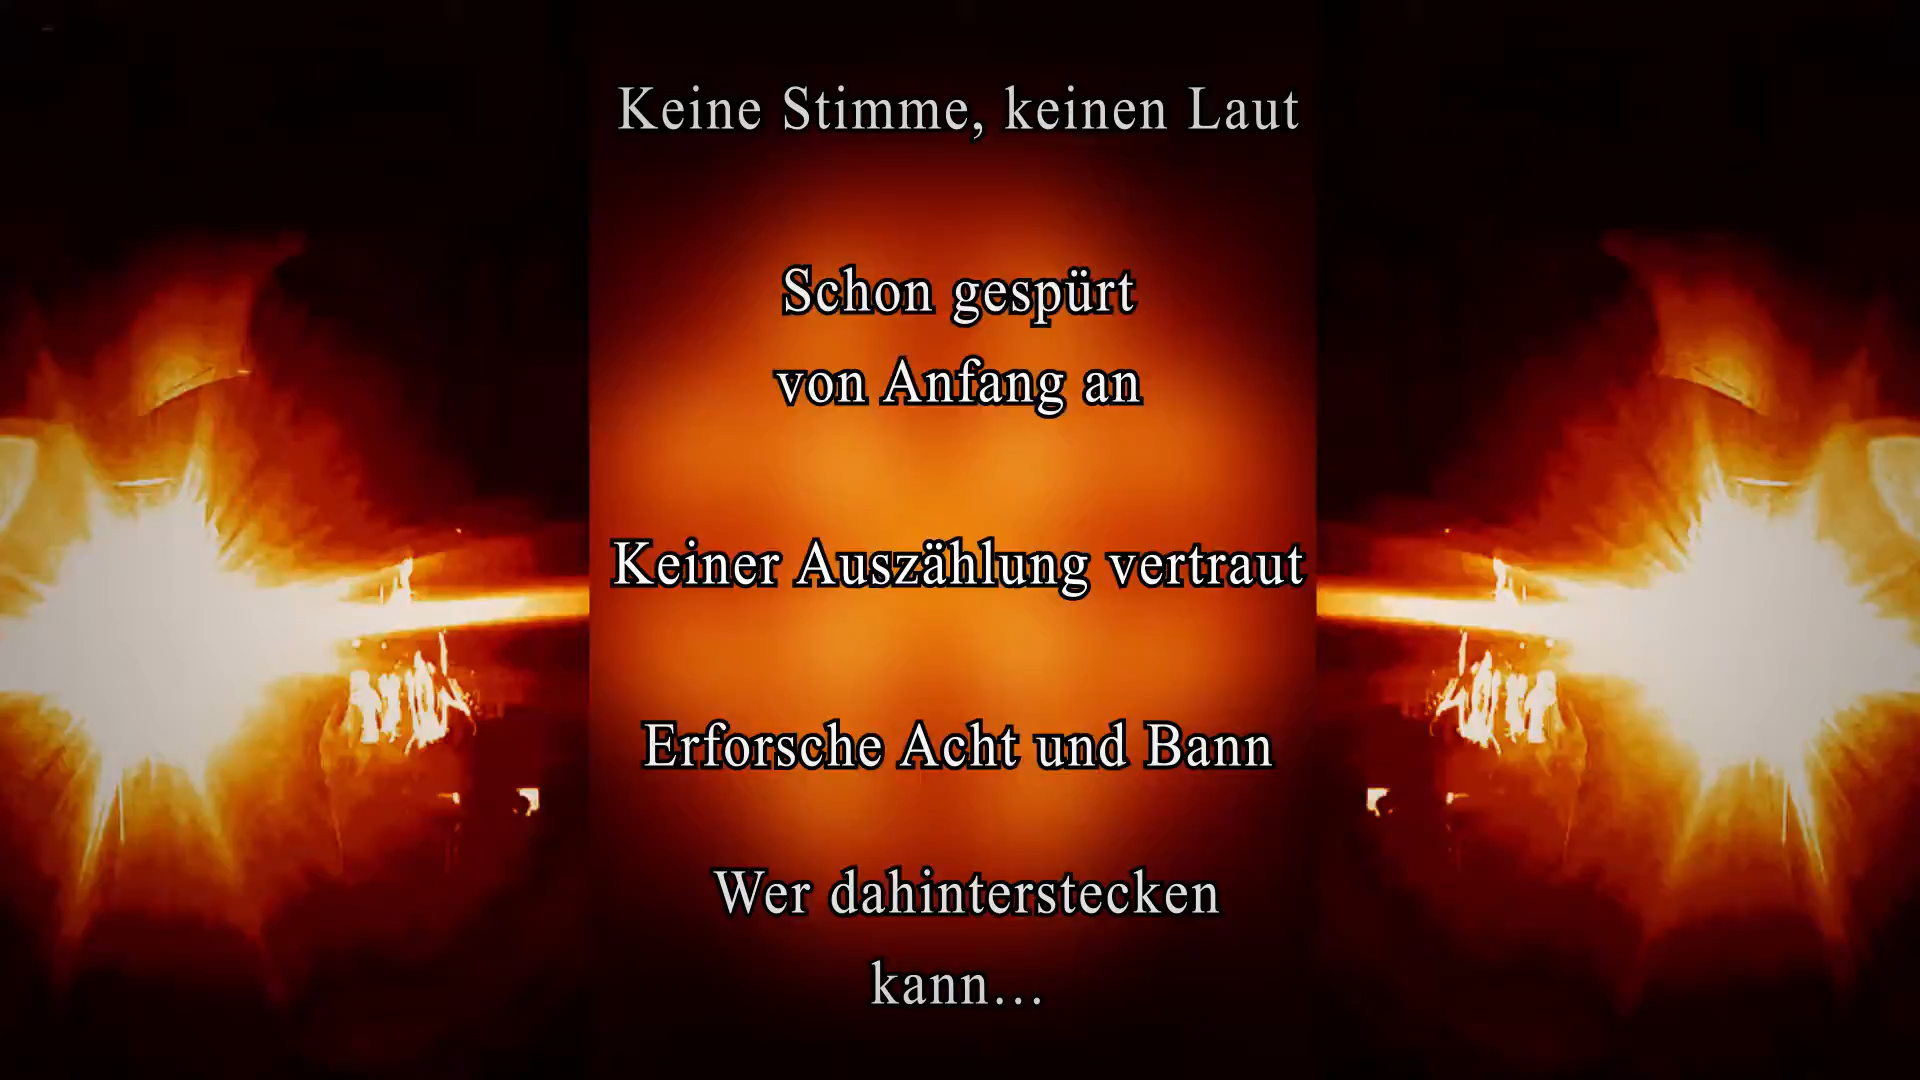 Keine Stimme, keinen Laut
Schon gespürt
von Anfang an
Keiner Auszählung vertraut
Erforsche Acht und Bann
Wer dahinterstecken
kann...